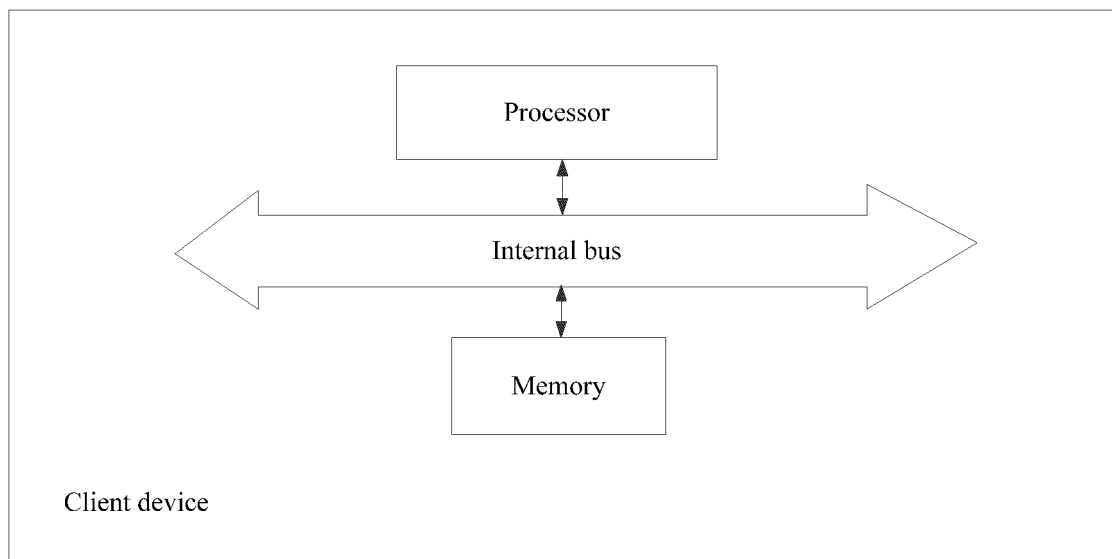 Processor
Internal bus
Memory
Client device